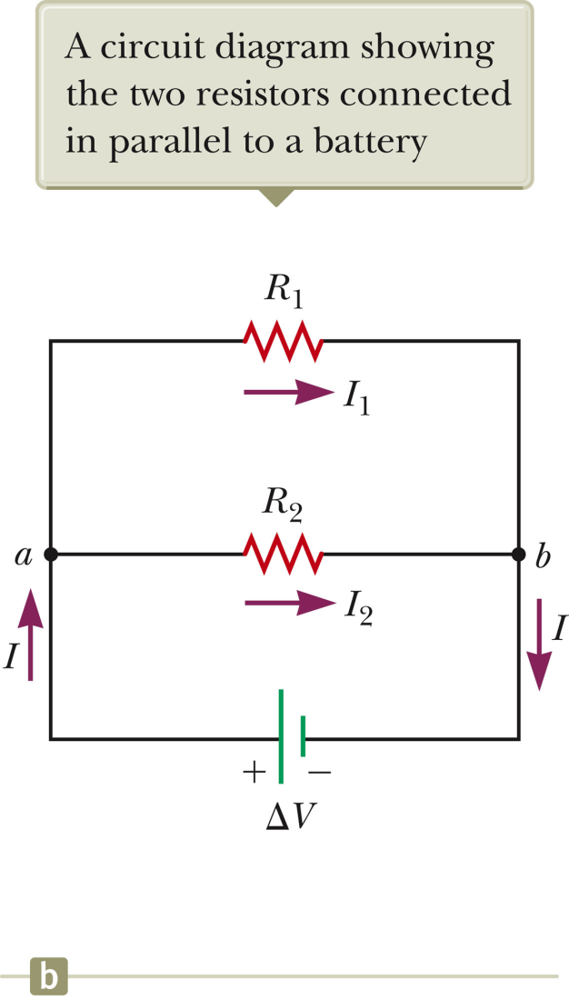 A circuit diagram showing
the two resistors connected
in parallel to a battery
R₁
I₁
R₂
a
b
I₂
I
I
+
−
ΔV
b